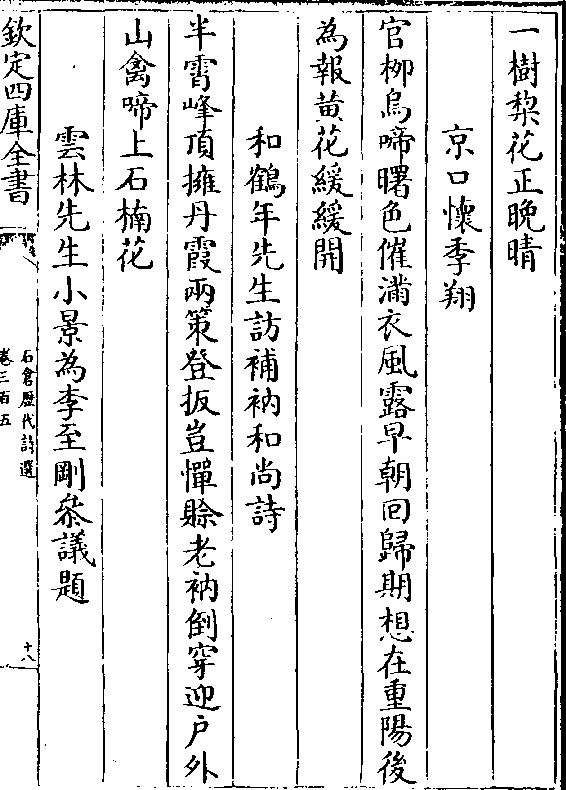 一樹棃花正晚晴
京口懷季翔
官栁烏啼曙色催滿衣風露早朝回歸期想在重陽後
為報黃花緩緩開
和鶴年先生訪補衲和尚詩
半霄峰頂擁丹霞兩策登扳豈憚賒老衲倒穿迎戶外
山禽啼上石楠花
雲林先生小景為李至剛叅議題
欽定四庫全書
石倉歷代詩選
卷三百五
十八